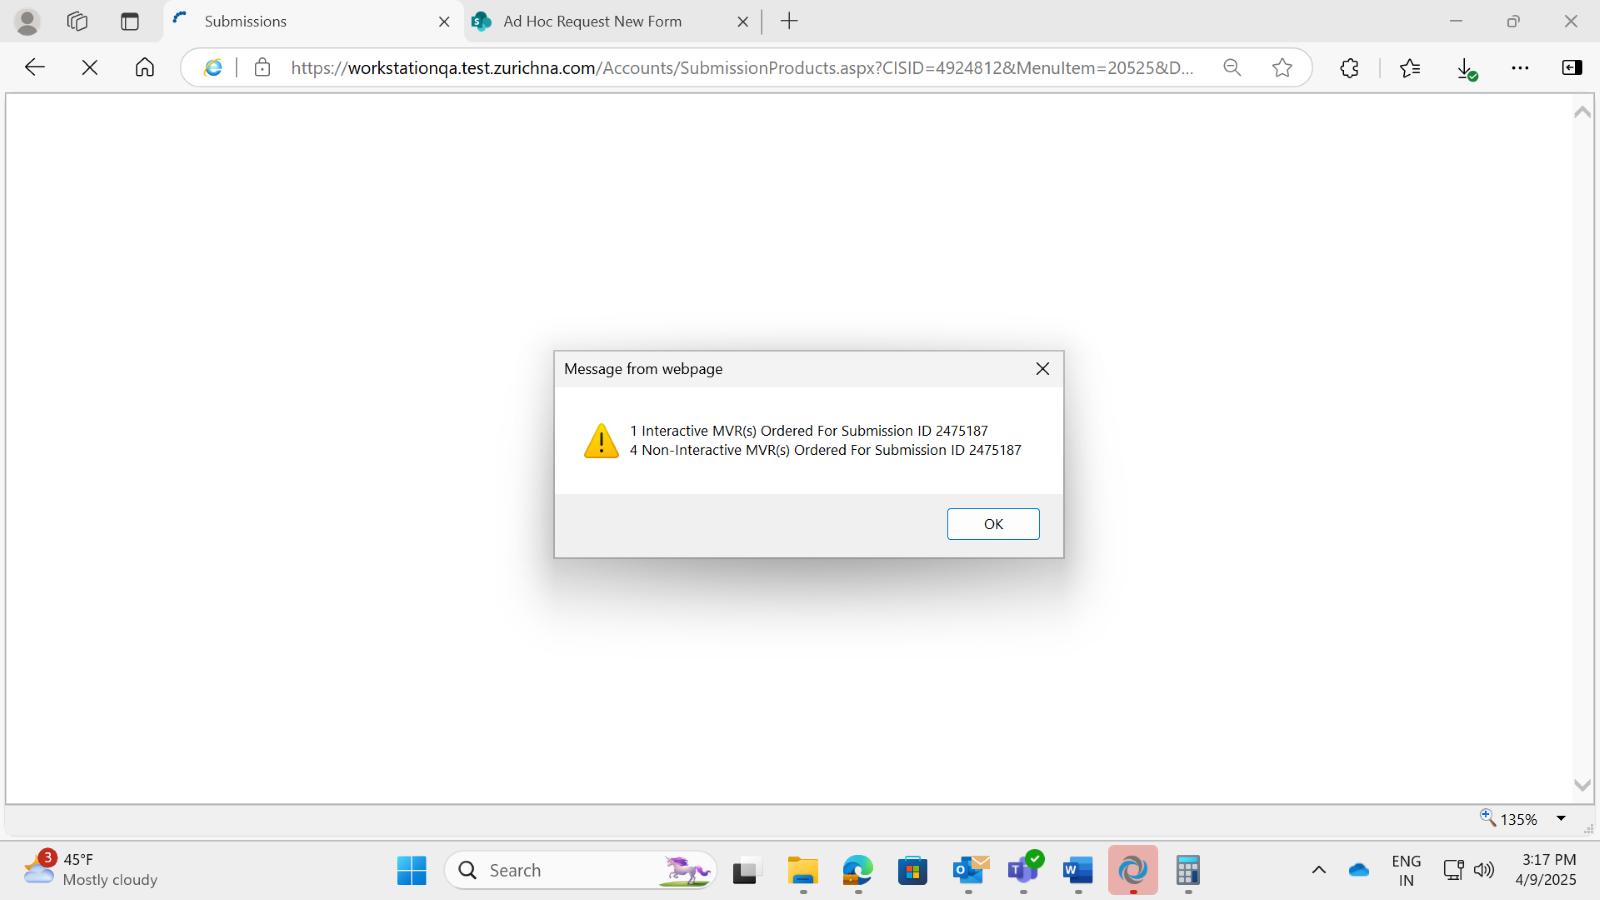 Submissions
Ad Hoc Request New Form
https://workstationqa.test.zurichna.com/Accounts/SubmissionProducts.aspx?CISID=4924812&MenuItem=20525&D...
Message from webpage
1 Interactive MVR(s) Ordered For Submission ID 2475187
4 Non-Interactive MVR(s) Ordered For Submission ID 2475187
OK
135%
3
45°F
Mostly cloudy
Search
ENG
IN
3:17 PM
4/9/2025